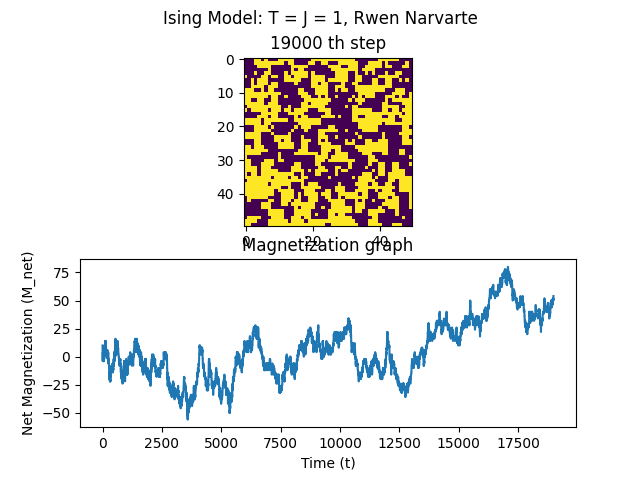 Ising Model: T = J = 1, Rwen Narvarte
19000 th step
0
10
20
30
40
0 20 40
Magnetization graph
Net Magnetization (M_net)
75
50
25
0
−25
−50
0 2500 5000 7500 10000 12500 15000 17500
Time (t)